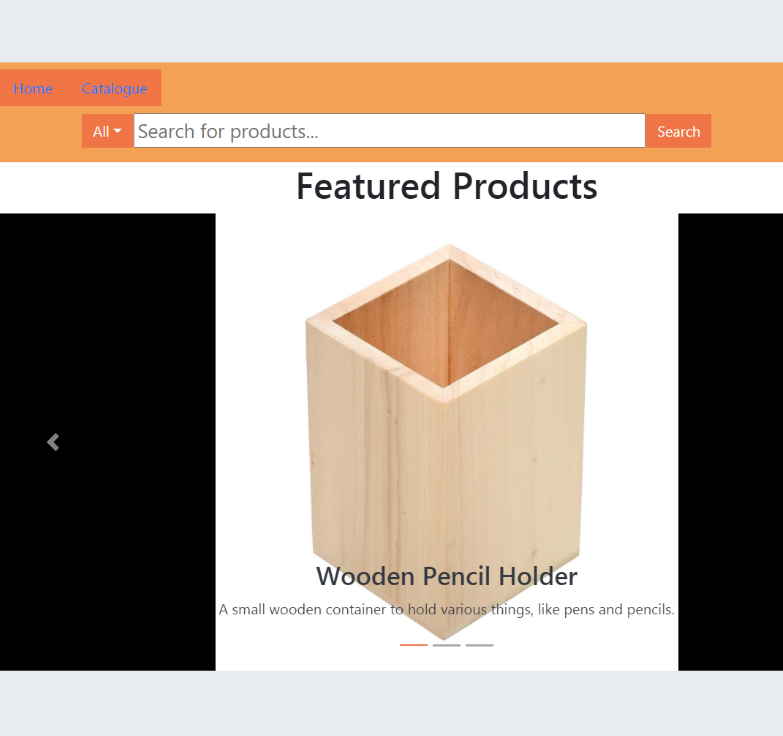 Home Catalogue
All Search for products... Search
Featured Products
Wooden Pencil Holder
A small wooden container to hold various things, like pens and pencils.